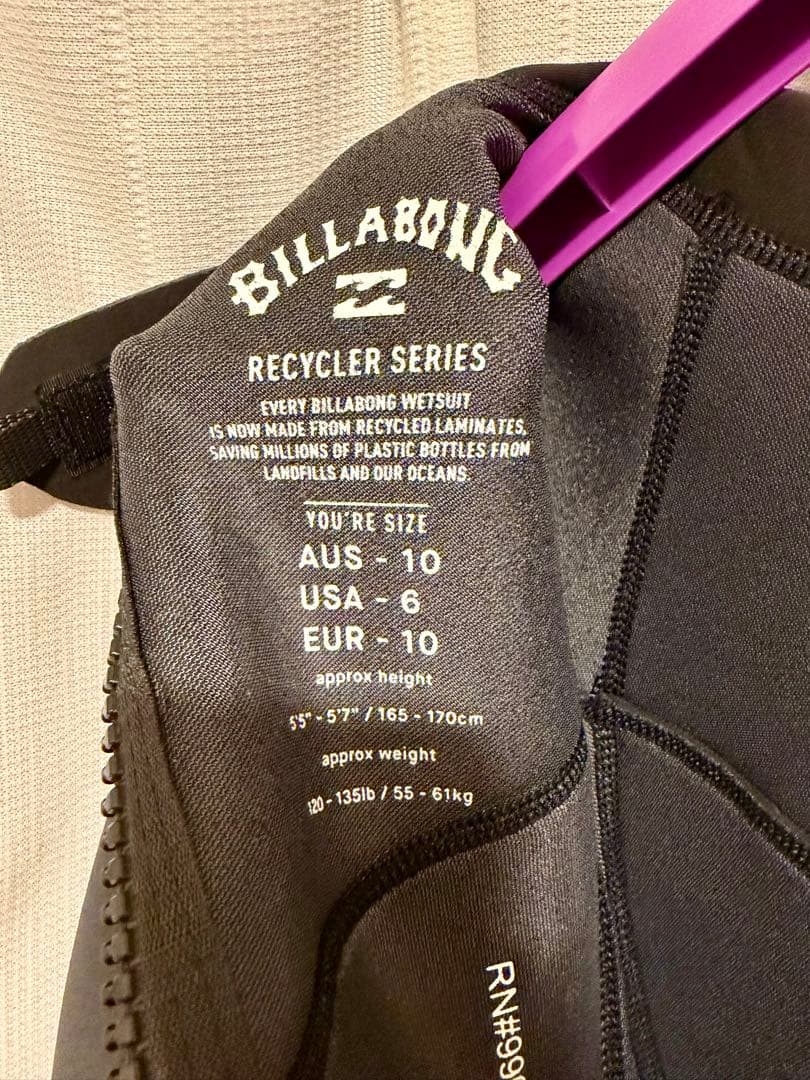 BILLABONG
RECYCLER SERIES
EVERY BILLABONG WETSUIT
IS NOW MADE FROM RECYCLED LAMINATES,
SAVING MILLIONS OF PLASTIC BOTTLES FROM
LANDFILLS AND OUR OCEANS.
YOU'RE SIZE
AUS - 10
USA - 6
EUR - 10
approx height
5'5" - 5'7" / 165 - 170cm
approx weight
120 - 135lb / 55 - 61kg